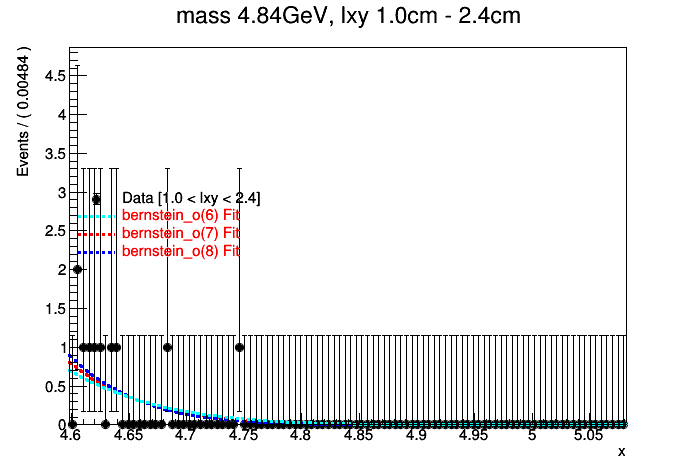 mass 4.84GeV, lxy 1.0cm - 2.4cm
Events / ( 0.00484 )
4.5
4
3.5
3
2.5
2
1.5
1
0.5
0
Data [1.0 < lxy < 2.4]
bernstein_o(6) Fit
bernstein_o(7) Fit
bernstein_o(8) Fit
4.6 4.65 4.7 4.75 4.8 4.85 4.9 4.95 5 5.05
x